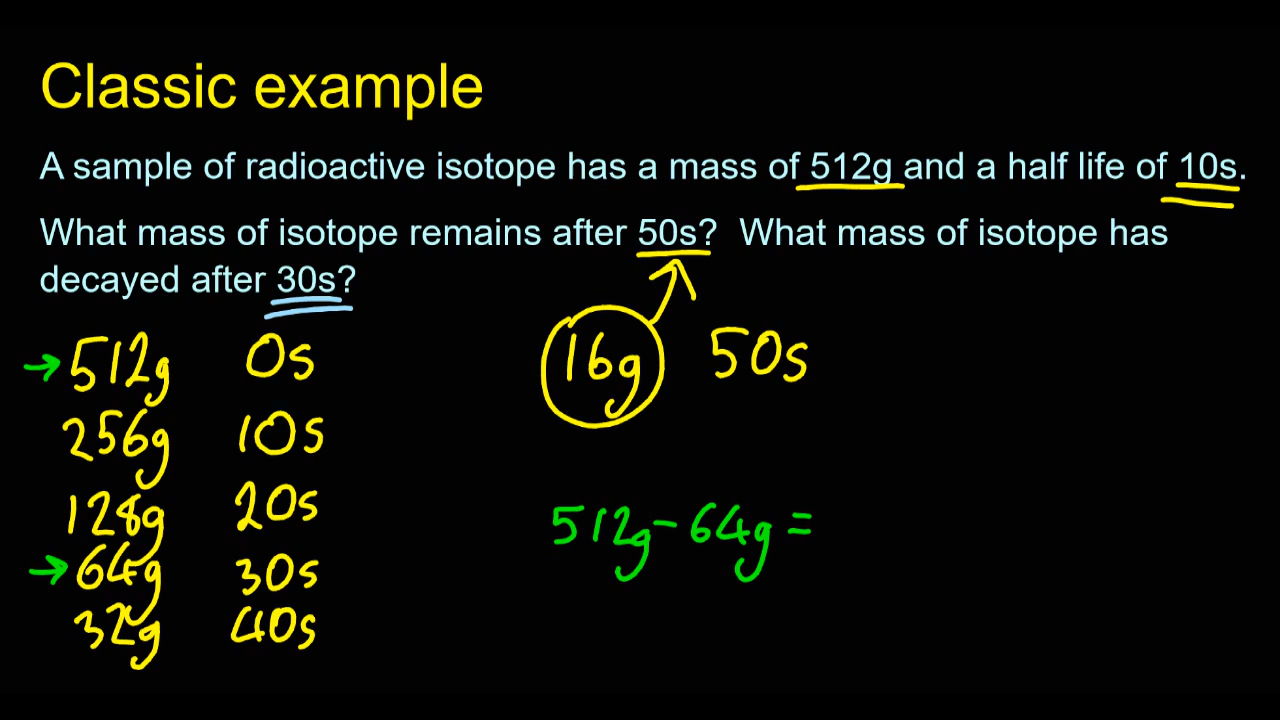 Classic example
A sample of radioactive isotope has a mass of 512g and a half life of 10s.
What mass of isotope remains after 50s? What mass of isotope has
decayed after 30s?
512g 0s
256g 10s
128g 20s
64g 30s
32g 40s
16g 50s
512g-64g=